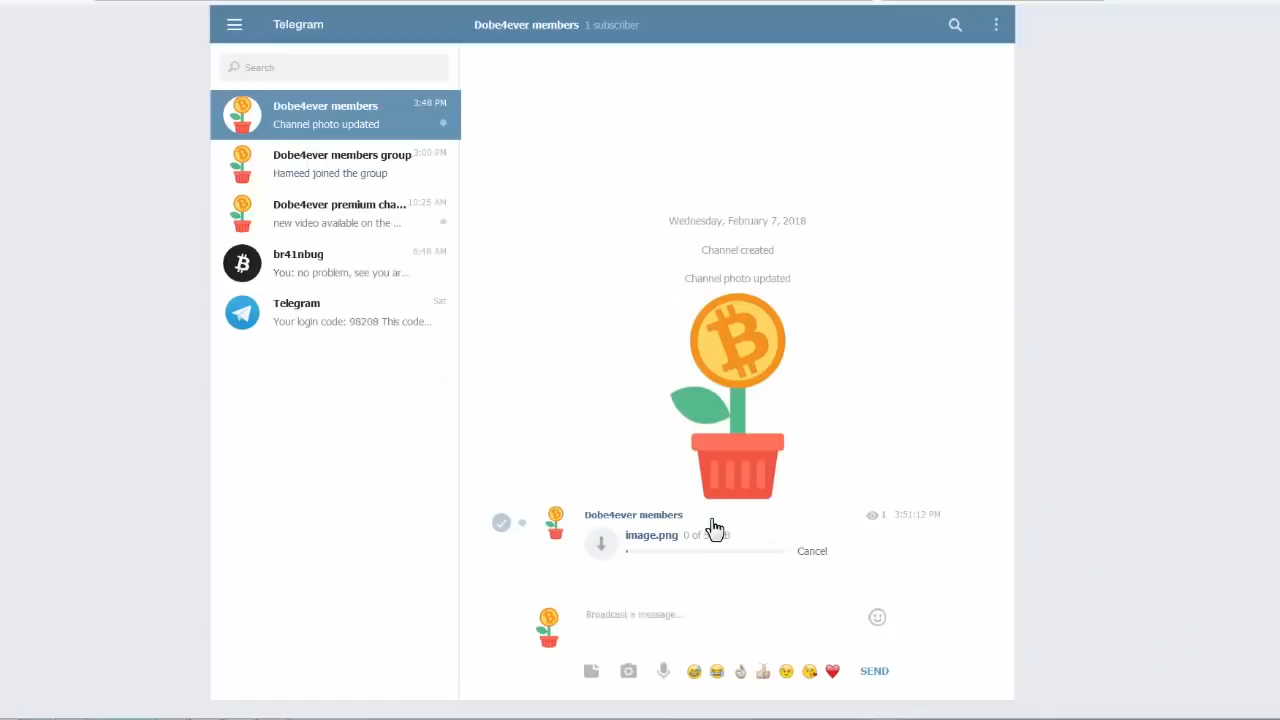 Telegram
Dobe4ever members 1 subscriber
Search
Dobe4ever members 3:48 PM
Channel photo updated
Dobe4ever members group 3:00 PM
Hameed joined the group
Dobe4ever premium cha... 10:25 AM
new video available on the ...
br41nbug 6:48 AM
You: no problem, see you ar...
Telegram Sat
Your login code: 98208 This code...
Wednesday, February 7, 2018
Channel created
Channel photo updated
Dobe4ever members 1 3:51:12 PM
image.png 0 of
Cancel
Broadcast a message...
SEND